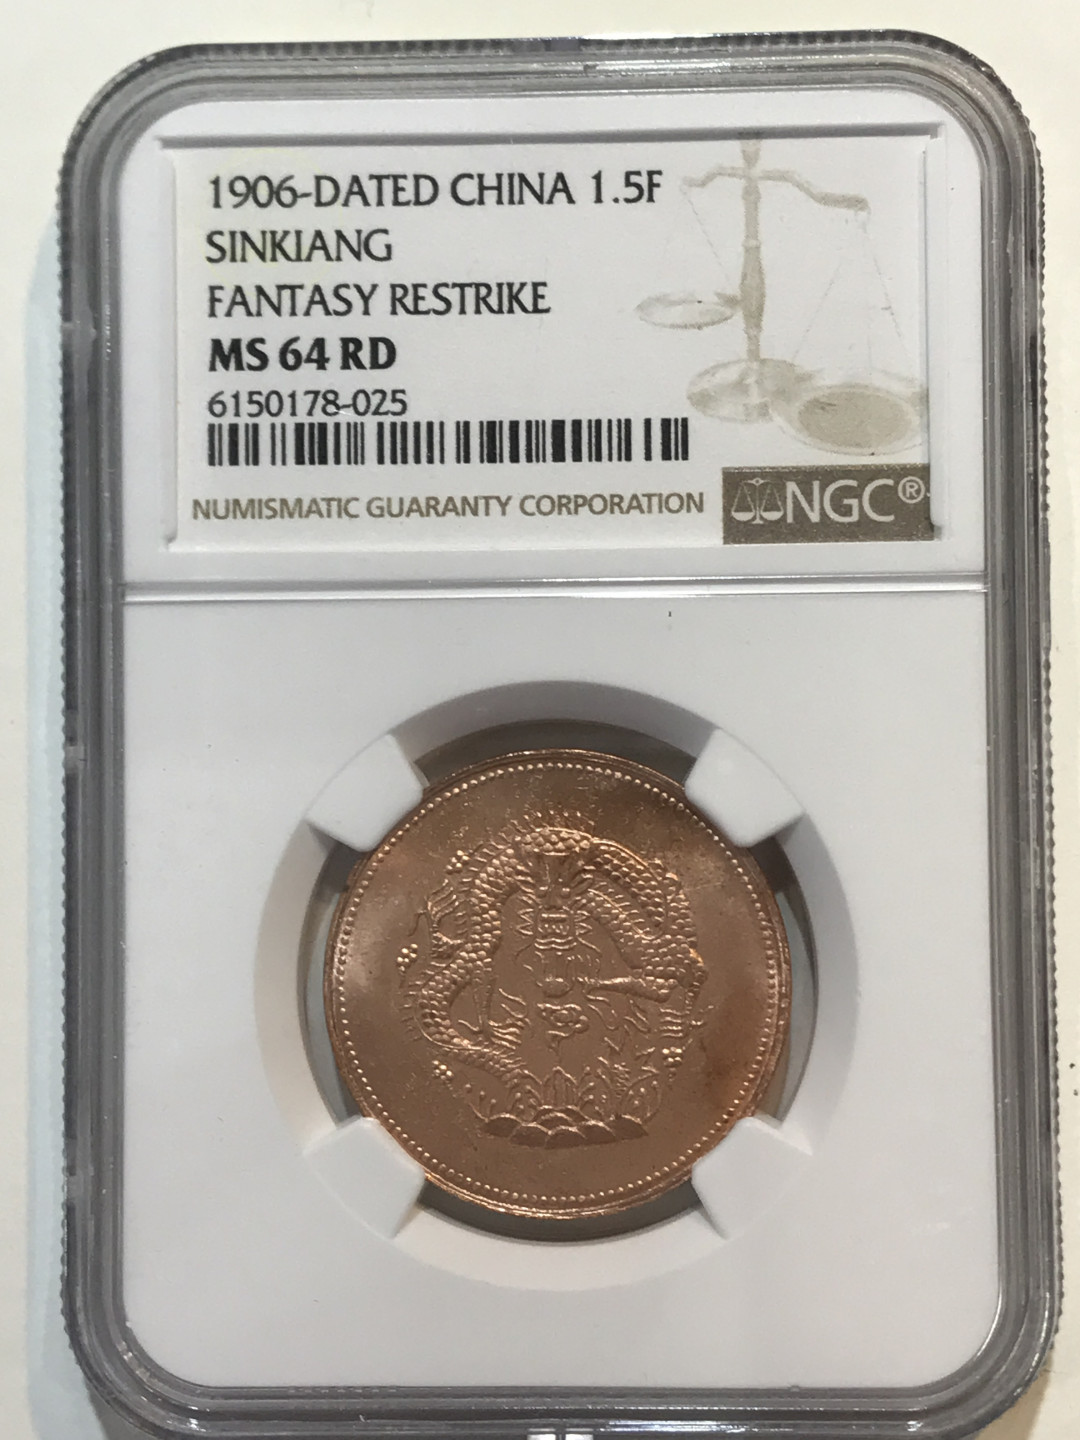 1906-DATED CHINA 1.5F
SINKIANG
FANTASY RESTRIKE
MS 64 RD
6150178-025
NUMISMATIC GUARANTY CORPORATION
NGC®